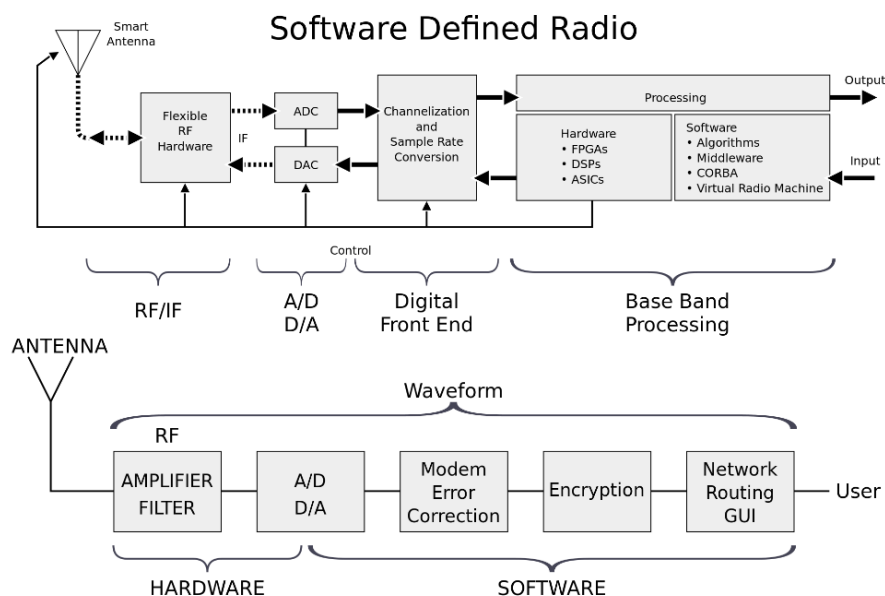 Software Defined Radio
Smart
Antenna
Flexible
RF
Hardware
IF
ADC
DAC
Channelization
and
Sample Rate
Conversion
Processing
Hardware
• FPGAs
• DSPs
• ASICs
Software
• Algorithms
• Middleware
• CORBA
• Virtual Radio Machine
Output
Input
Control
RF/IF
A/D
D/A
Digital
Front End
Base Band
Processing
ANTENNA
Waveform
RF
AMPLIFIER
FILTER
A/D
D/A
Modem
Error
Correction
Encryption
Network
Routing
GUI
User
HARDWARE
SOFTWARE